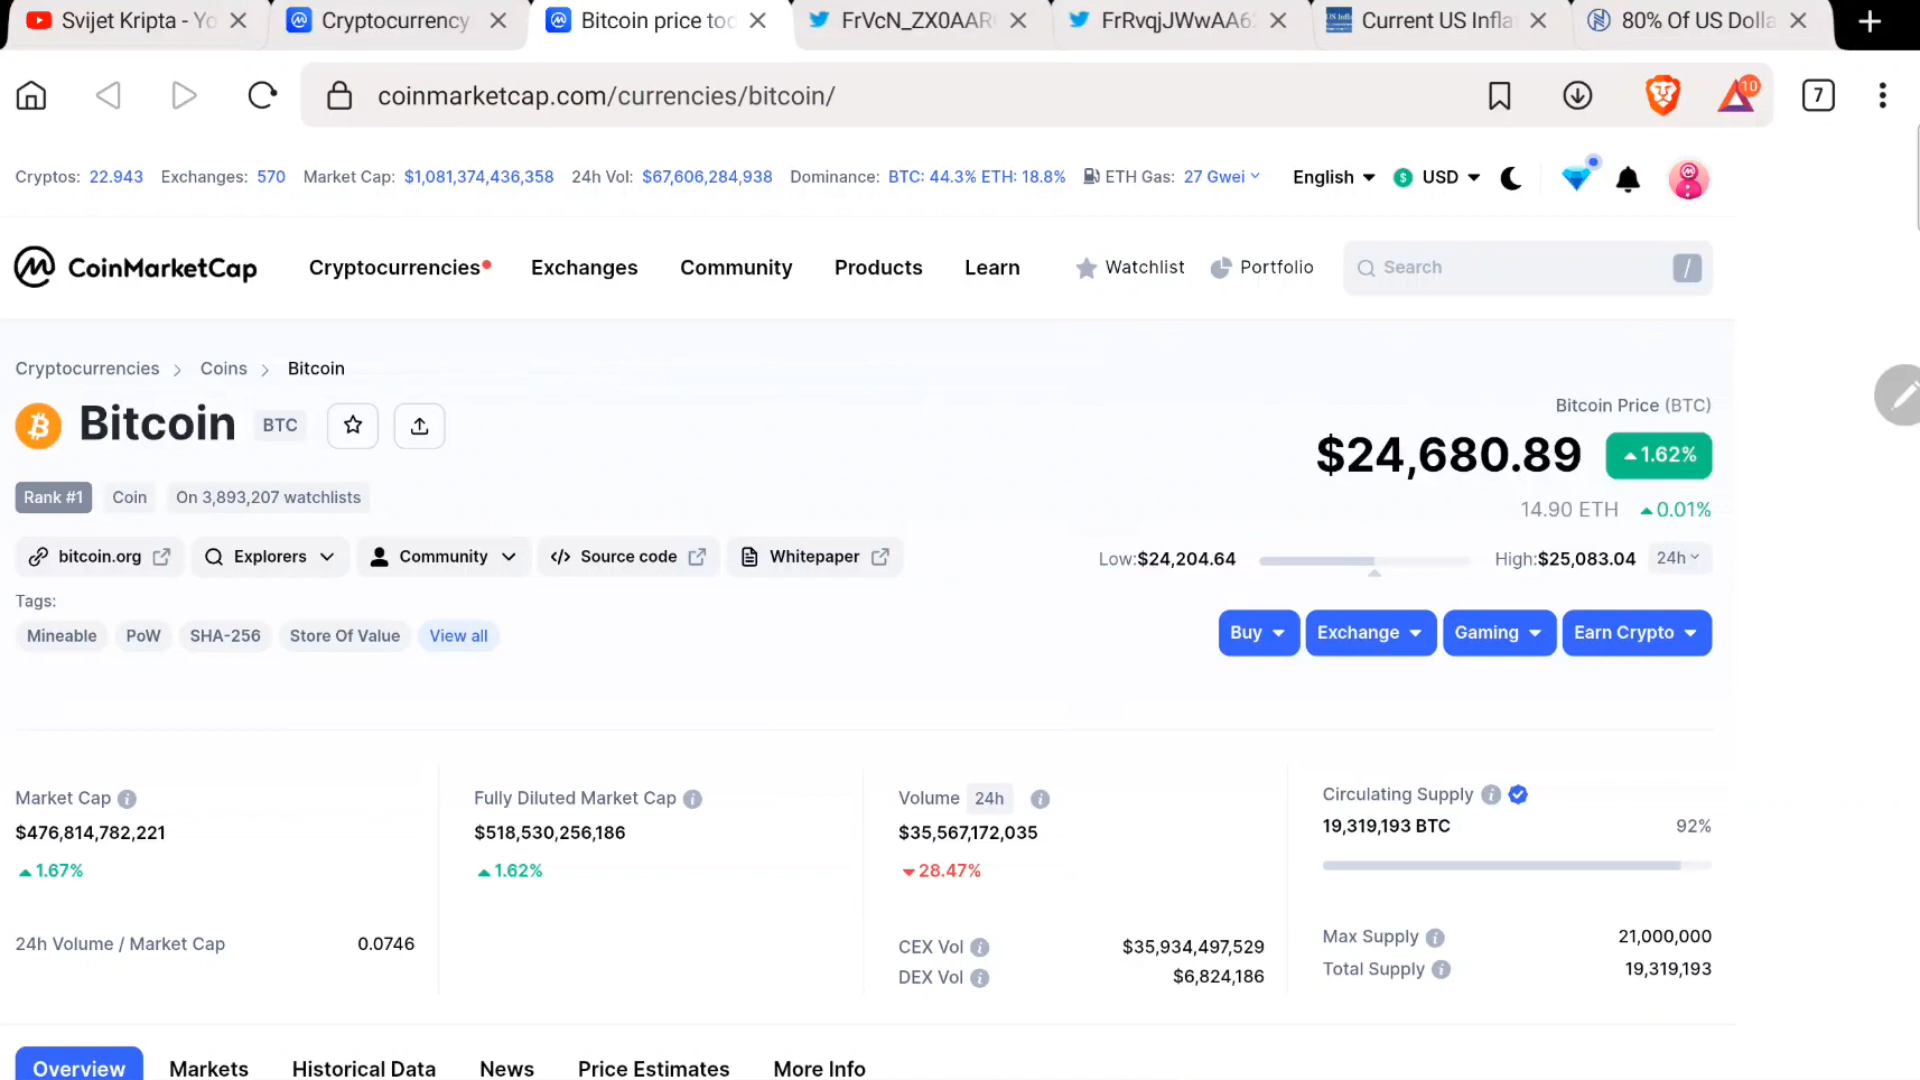 Svijet Kripta - Yo
Cryptocurrency
Bitcoin price tod
FrVcN_ZX0AAR
FrRvqjJWwAA6
Current US Infla
80% Of US Dolla
coinmarketcap.com/currencies/bitcoin/
10
7
Cryptos: 22.943 Exchanges: 570 Market Cap: $1,081,374,436,358 24h Vol: $67,606,284,938 Dominance: BTC: 44.3% ETH: 18.8% ETH Gas: 27 Gwei English USD
CoinMarketCap Cryptocurrencies Exchanges Community Products Learn Watchlist Portfolio Search /
Cryptocurrencies > Coins > Bitcoin
Bitcoin BTC
Bitcoin Price (BTC)
$24,680.89 1.62%
Rank #1 Coin On 3,893,207 watchlists
14.90 ETH 0.01%
bitcoin.org Explorers Community Source code Whitepaper
Low:$24,204.64 High:$25,083.04 24h
Tags:
Mineable PoW SHA-256 Store Of Value View all
Buy Exchange Gaming Earn Crypto
Market Cap
$476,814,782,221
1.67%
24h Volume / Market Cap 0.0746
Fully Diluted Market Cap
$518,530,256,186
1.62%
Volume 24h
$35,567,172,035
28.47%
CEX Vol $35,934,497,529
DEX Vol $6,824,186
Circulating Supply
19,319,193 BTC 92%
Max Supply 21,000,000
Total Supply 19,319,193
Overview Markets Historical Data News Price Estimates More Info